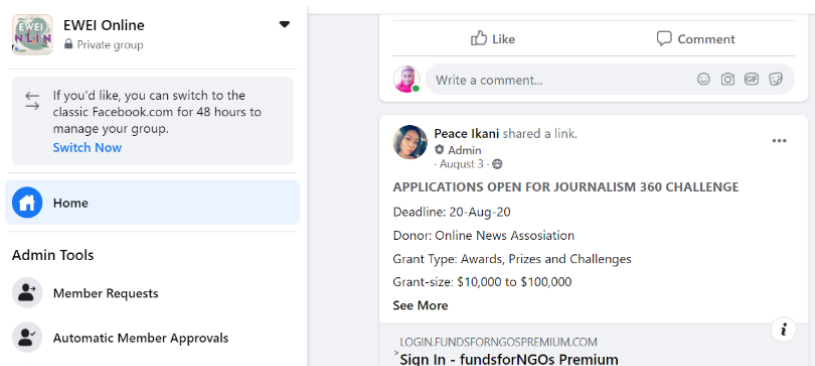 EWEI
NLIN
EWEI Online
Private group
If you'd like, you can switch to the
classic Facebook.com for 48 hours to
manage your group.
Switch Now
Home
Admin Tools
Member Requests
Automatic Member Approvals
Like
Comment
Write a comment...
GIF
Peace Ikani shared a link.
Admin
· August 3 ·
APPLICATIONS OPEN FOR JOURNALISM 360 CHALLENGE
Deadline: 20-Aug-20
Donor: Online News Assosiation
Grant Type: Awards, Prizes and Challenges
Grant-size: $10,000 to $100,000
See More
i
LOGIN.FUNDSFORNGOSPREMIUM.COM
Sign In - fundsforNGOs Premium